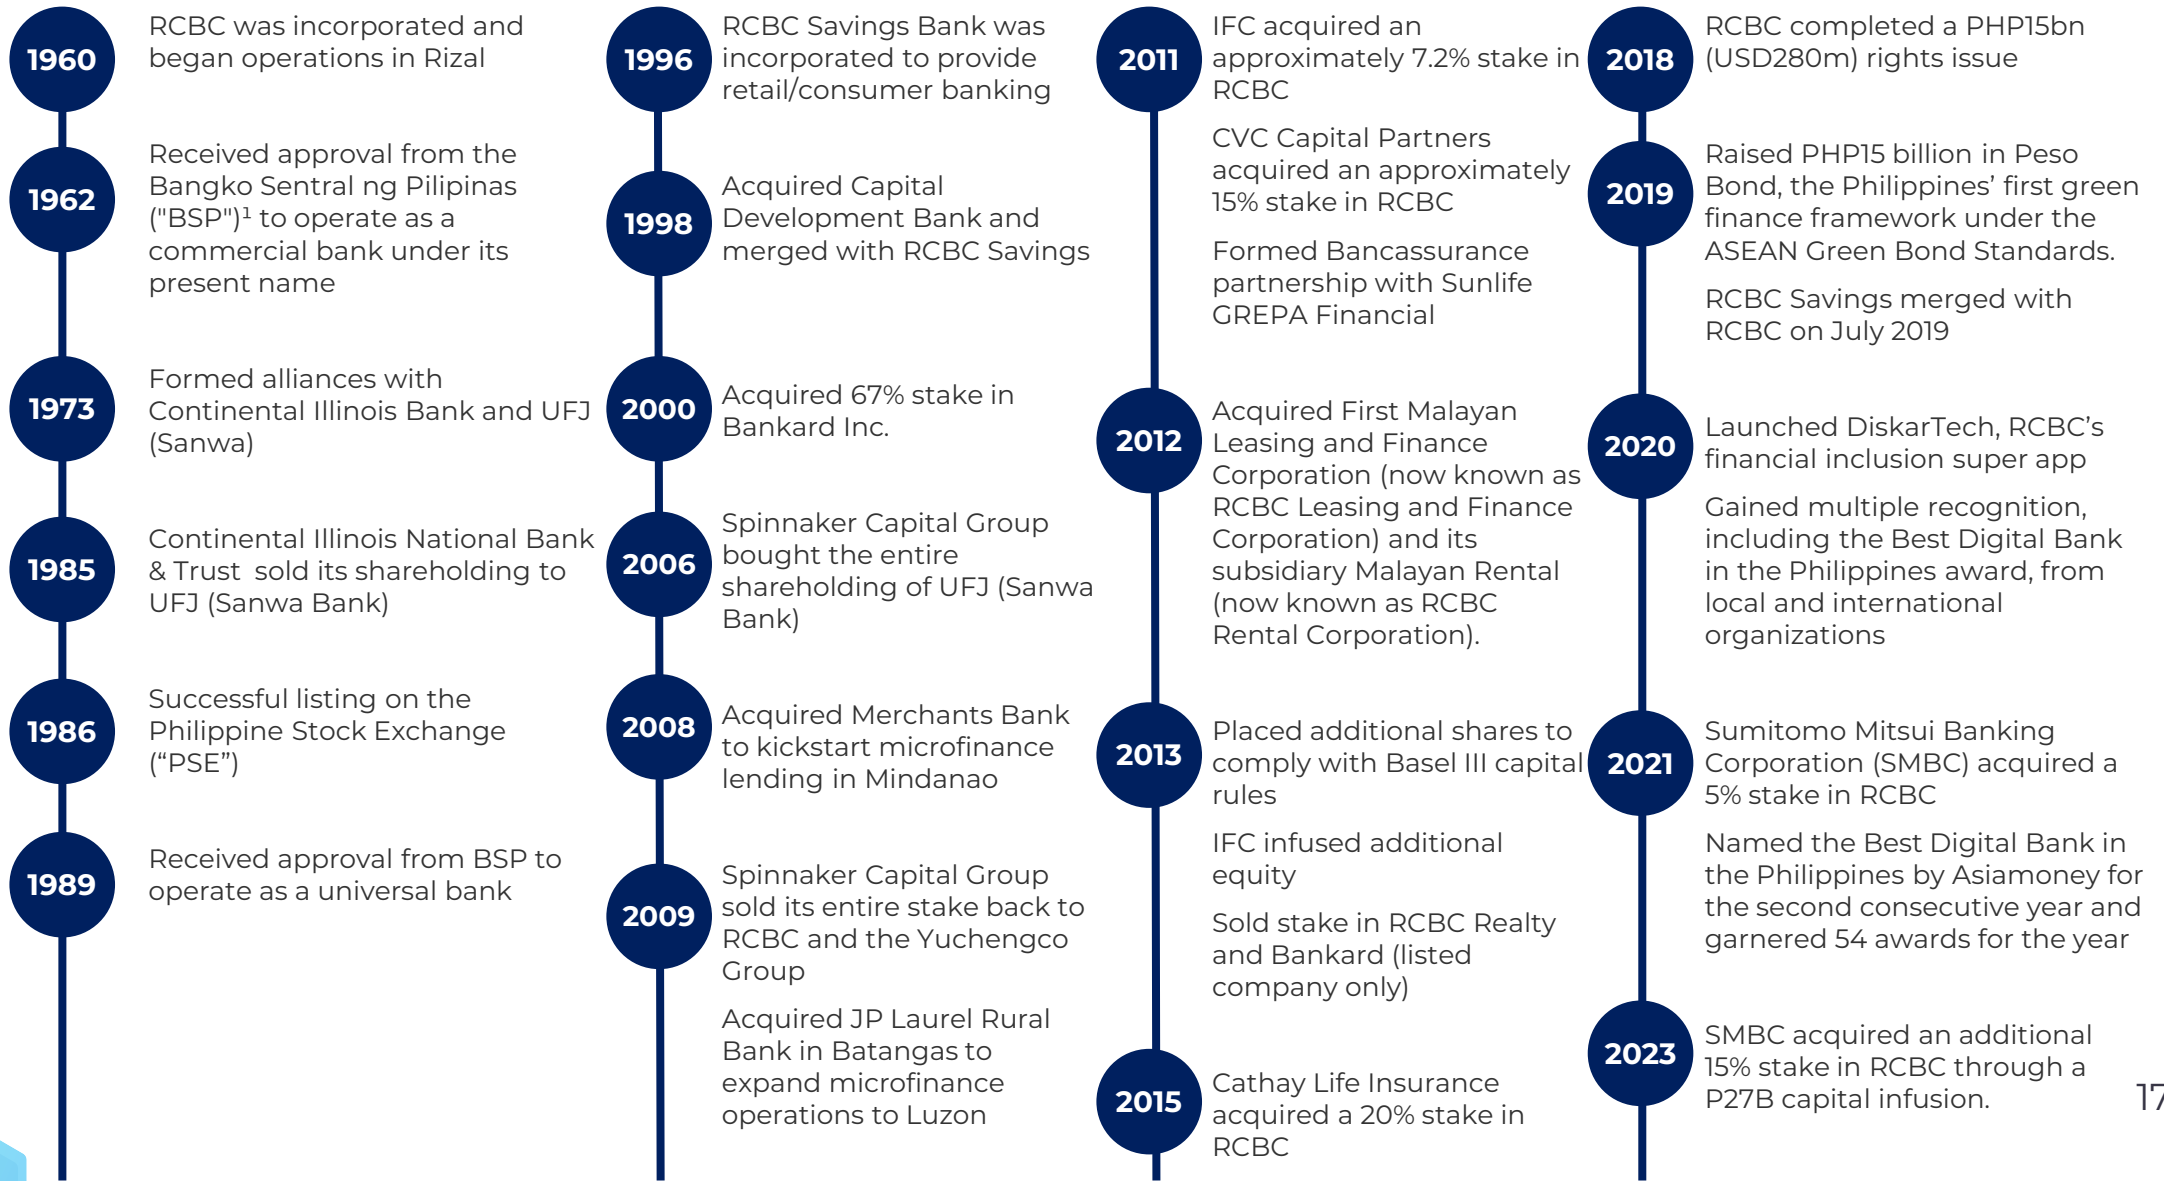 1960
RCBC was incorporated and
began operations in Rizal
1962
Received approval from the
Bangko Sentral ng Pilipinas
("BSP")¹ to operate as a
commercial bank under its
present name
1973
Formed alliances with
Continental Illinois Bank and UFJ
(Sanwa)
1985
Continental Illinois National Bank
& Trust  sold its shareholding to
UFJ (Sanwa Bank)
1986
Successful listing on the
Philippine Stock Exchange
(“PSE”)
1989
Received approval from BSP to
operate as a universal bank
1996
RCBC Savings Bank was
incorporated to provide
retail/consumer banking
1998
Acquired Capital
Development Bank and
merged with RCBC Savings
2000
Acquired 67% stake in
Bankard Inc.
2006
Spinnaker Capital Group
bought the entire
shareholding of UFJ (Sanwa
Bank)
2008
Acquired Merchants Bank
to kickstart microfinance
lending in Mindanao
2009
Spinnaker Capital Group
sold its entire stake back to
RCBC and the Yuchengco
Group
Acquired JP Laurel Rural
Bank in Batangas to
expand microfinance
operations to Luzon
2011
IFC acquired an
approximately 7.2% stake in
RCBC
CVC Capital Partners
acquired an approximately
15% stake in RCBC
Formed Bancassurance
partnership with Sunlife
GREPA Financial
2012
Acquired First Malayan
Leasing and Finance
Corporation (now known as
RCBC Leasing and Finance
Corporation) and its
subsidiary Malayan Rental
(now known as RCBC
Rental Corporation).
2013
Placed additional shares to
comply with Basel III capital
rules
IFC infused additional
equity
Sold stake in RCBC Realty
and Bankard (listed
company only)
2015
Cathay Life Insurance
acquired a 20% stake in
RCBC
2018
RCBC completed a PHP15bn
(USD280m) rights issue
2019
Raised PHP15 billion in Peso
Bond, the Philippines’ first green
finance framework under the
ASEAN Green Bond Standards.
RCBC Savings merged with
RCBC on July 2019
2020
Launched DiskarTech, RCBC’s
financial inclusion super app
Gained multiple recognition,
including the Best Digital Bank
in the Philippines award, from
local and international
organizations
2021
Sumitomo Mitsui Banking
Corporation (SMBC) acquired a
5% stake in RCBC
Named the Best Digital Bank in
the Philippines by Asiamoney for
the second consecutive year and
garnered 54 awards for the year
2023
SMBC acquired an additional
15% stake in RCBC through a
P27B capital infusion.
17